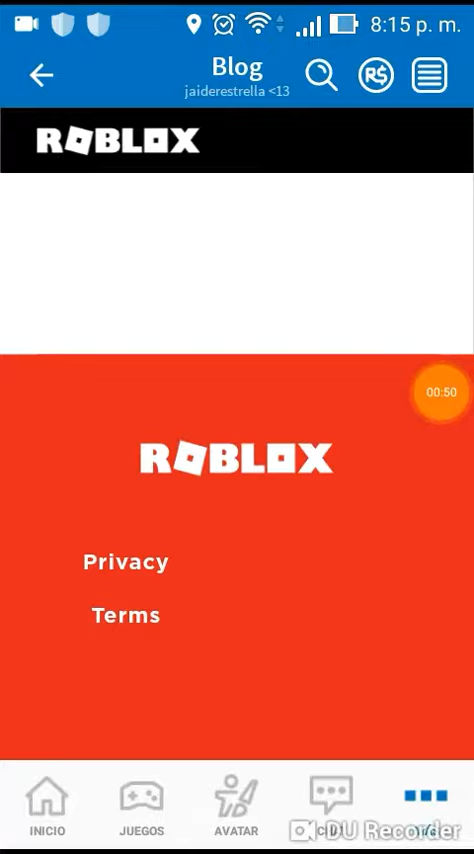 8:15 p. m.
Blog
jaiderestrella <13
R$
ROBLOX
00:50
ROBLOX
Privacy
Terms
INICIO
JUEGOS
AVATAR
DU Recorder